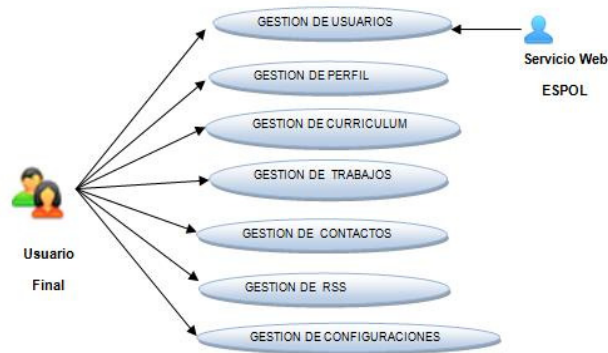 GESTION DE USUARIOS
Servicio Web
ESPOL
GESTION DE PERFIL
GESTION DE CURRICULUM
GESTION DE TRABAJOS
Usuario
Final
GESTION DE CONTACTOS
GESTION DE RSS
GESTION DE CONFIGURACIONES